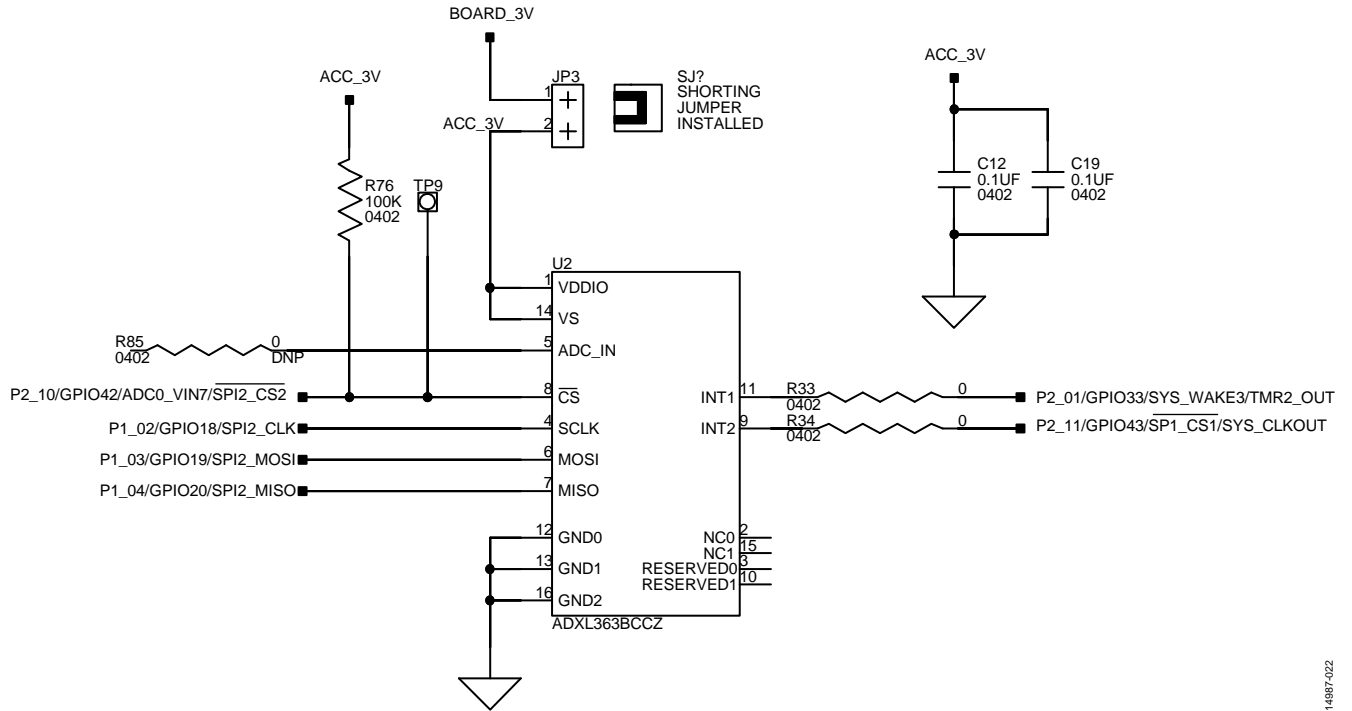 BOARD_3V
ACC_3V
JP3
1
2
ACC_3V
SJ?
SHORTING
JUMPER
INSTALLED
ACC_3V
C12
0.1UF
0402
C19
0.1UF
0402
R76
100K
0402
TP9
U2
1 VDDIO
14 VS
R85 0
0402 DNP
5 ADC_IN
P2_10/GPIO42/ADC0_VIN7/SPI2_CS2
8 CS
P1_02/GPIO18/SPI2_CLK
4 SCLK
P1_03/GPIO19/SPI2_MOSI
6 MOSI
P1_04/GPIO20/SPI2_MISO
7 MISO
12 GND0
13 GND1
16 GND2
INT1 11
R33 0
0402
P2_01/GPIO33/SYS_WAKE3/TMR2_OUT
INT2 9
R34 0
0402
P2_11/GPIO43/SP1_CS1/SYS_CLKOUT
NC0 2
NC1 15
RESERVED0 3
RESERVED1 10
ADXL363BCCZ
14987-022